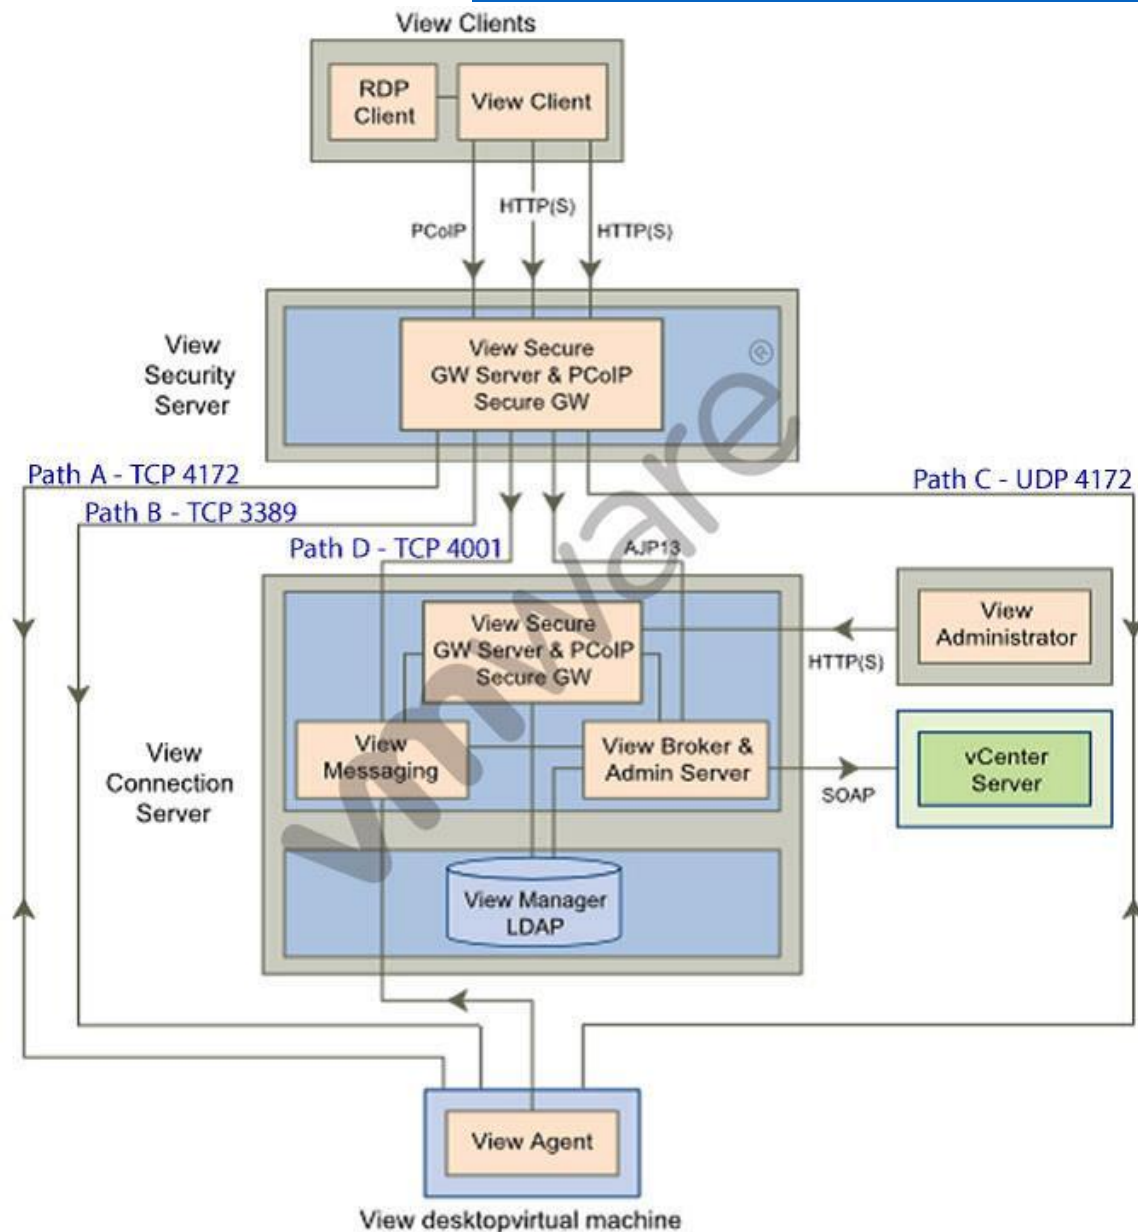 View Clients
RDP
Client
View Client
PCoIP
HTTP(S)
HTTP(S)
View
Security
Server
View Secure
GW Server & PCoIP
Secure GW
Path A - TCP 4172
Path B - TCP 3389
Path C - UDP 4172
Path D - TCP 4001
AJP13
View Secure
GW Server & PCoIP
Secure GW
View
Administrator
HTTP(S)
View
Connection
Server
View
Messaging
View Broker &
Admin Server
SOAP
vCenter
Server
View Manager
LDAP
View Agent
View desktopvirtual machine
vmware®